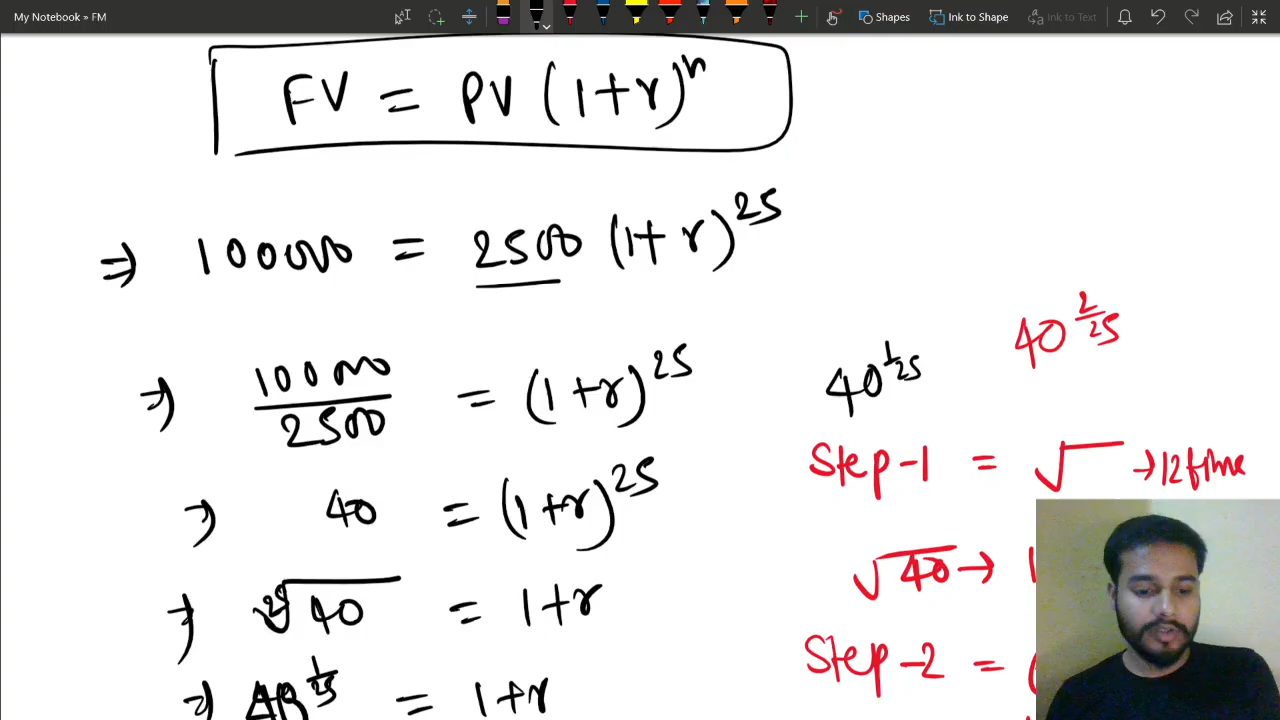 My Notebook » FM
Shapes
Ink to Shape
Ink to Text
FV = PV (1+r)^n
⇒ 100000 = 2500 (1+r)^25
⇒ 100000/2500 = (1+r)^25
⇒ 40 = (1+r)^25
⇒ ²⁵√40 = 1+r
⇒ 40^1/25 = 1+r
40^1/25
40^2/25
Step-1 = √ → 12 time
√40 →
Step-2 = (